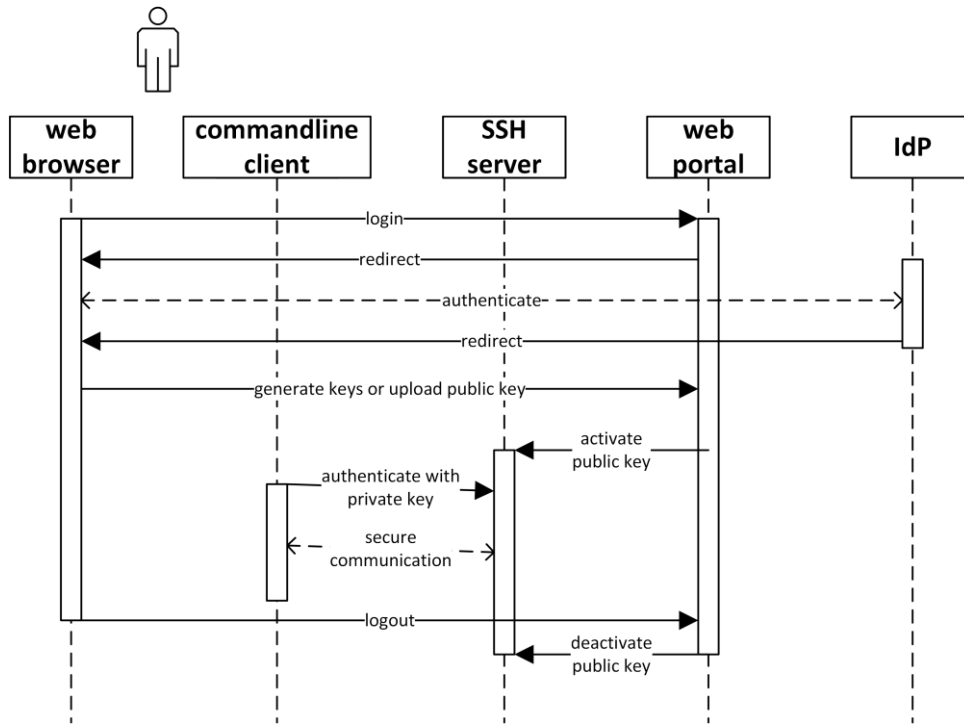 web
browser
commandline
client
SSH
server
web
portal
IdP
login
redirect
authenticate
redirect
generate keys or upload public key
activate
public key
authenticate with
private key
secure
communication
logout
deactivate
public key